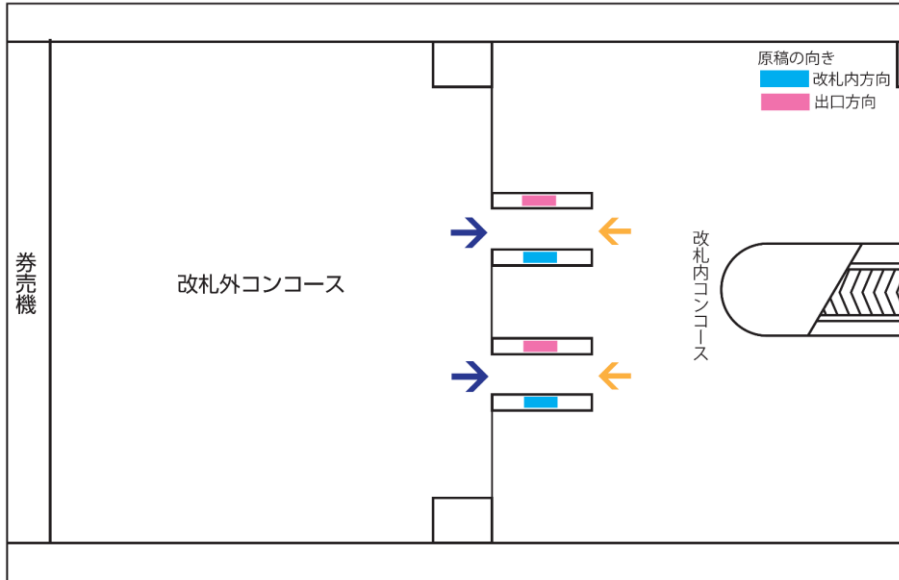 原稿の向き
改札内方向
出口方向
券売機
改札外コンコース
改札内コンコース